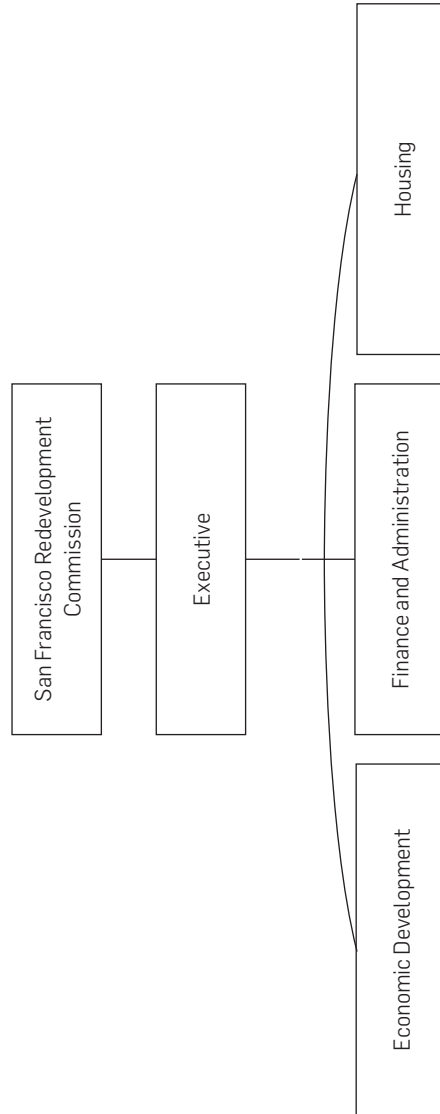 San Francisco Redevelopment
Commission
Executive
Economic Development
Finance and Administration
Housing